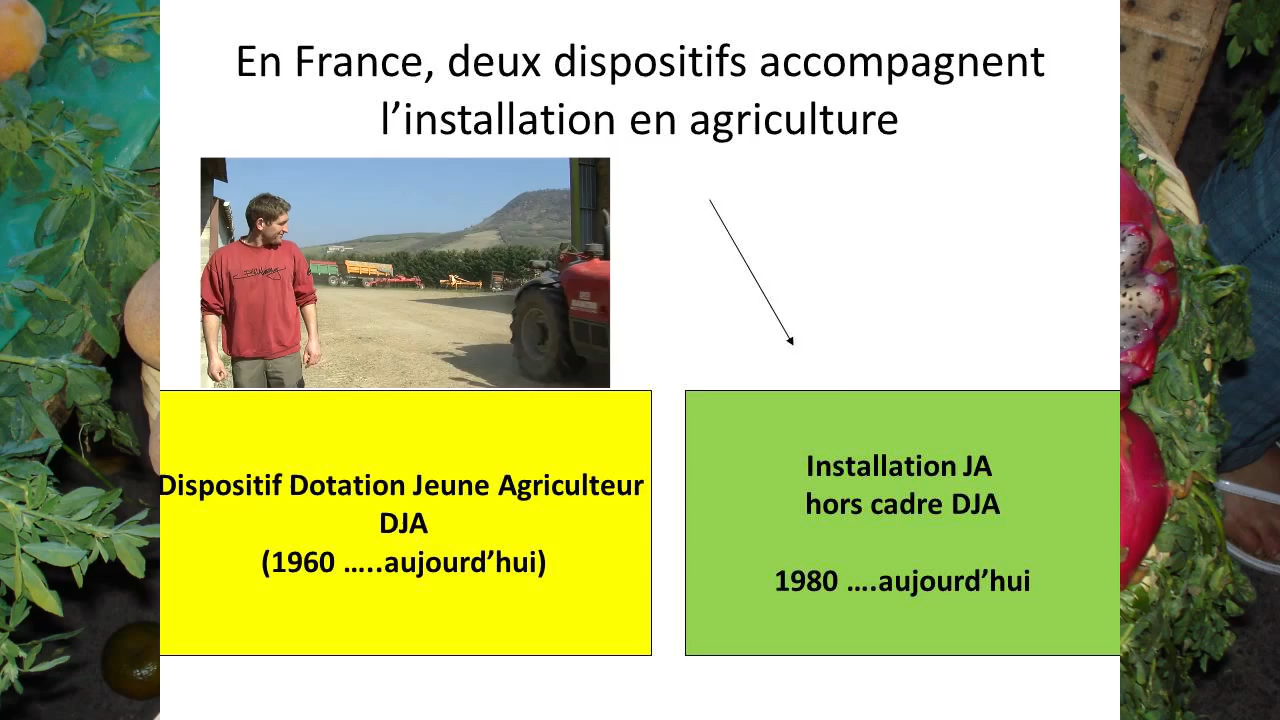 En France, deux dispositifs accompagnent
l’installation en agriculture
Dispositif Dotation Jeune Agriculteur
DJA
(1960 …..aujourd’hui)
Installation JA
hors cadre DJA
1980 ….aujourd’hui